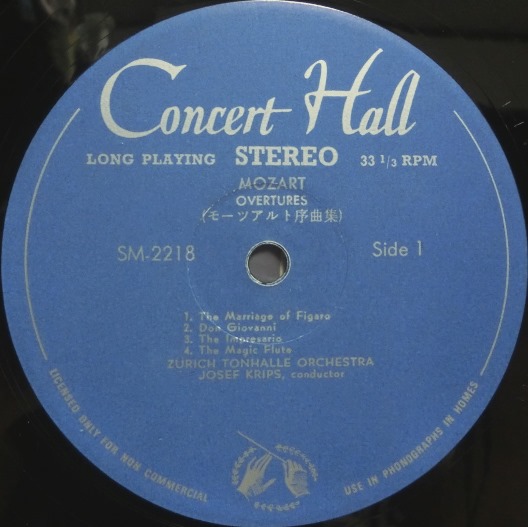 Concert Hall
LONG PLAYING STEREO 33 1/3 RPM
MOZART
OVERTURES
(モーツアルト序曲集)
SM-2218 Side 1
1. The Marriage of Figaro
2. Don Giovanni
3. The Impresario
4. The Magic Flute
ZURICH TONHALLE ORCHESTRA
JOSEF KRIPS, conductor
LICENSED ONLY FOR NON COMMERCIAL
USE IN PHONOGRAPHS IN HOMES